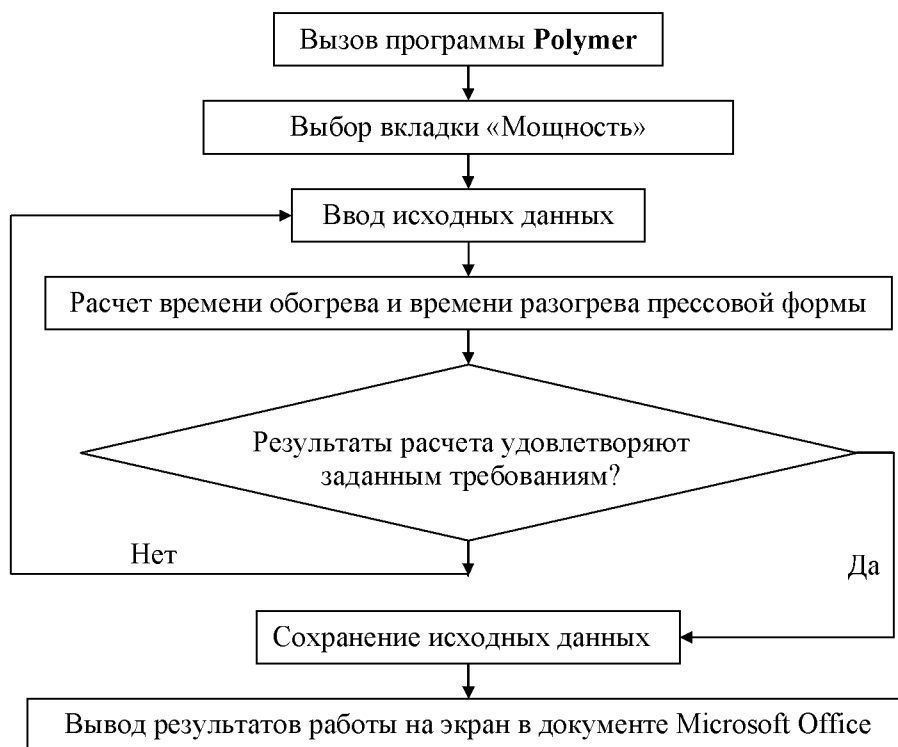 Вызов программы Polymer
Выбор вкладки «Мощность»
Ввод исходных данных
Расчет времени обогрева и времени разогрева прессовой формы
Результаты расчета удовлетворяют
заданным требованиям?
Нет
Да
Сохранение исходных данных
Вывод результатов работы на экран в документе Microsoft Office